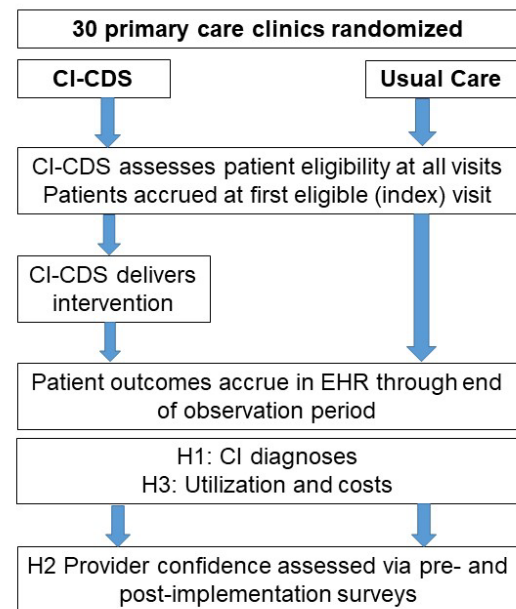 30 primary care clinics randomized
CI-CDS
Usual Care
CI-CDS assesses patient eligibility at all visits
Patients accrued at first eligible (index) visit
CI-CDS delivers
intervention
Patient outcomes accrue in EHR through end
of observation period
H1: CI diagnoses
H3: Utilization and costs
H2 Provider confidence assessed via pre- and
post-implementation surveys